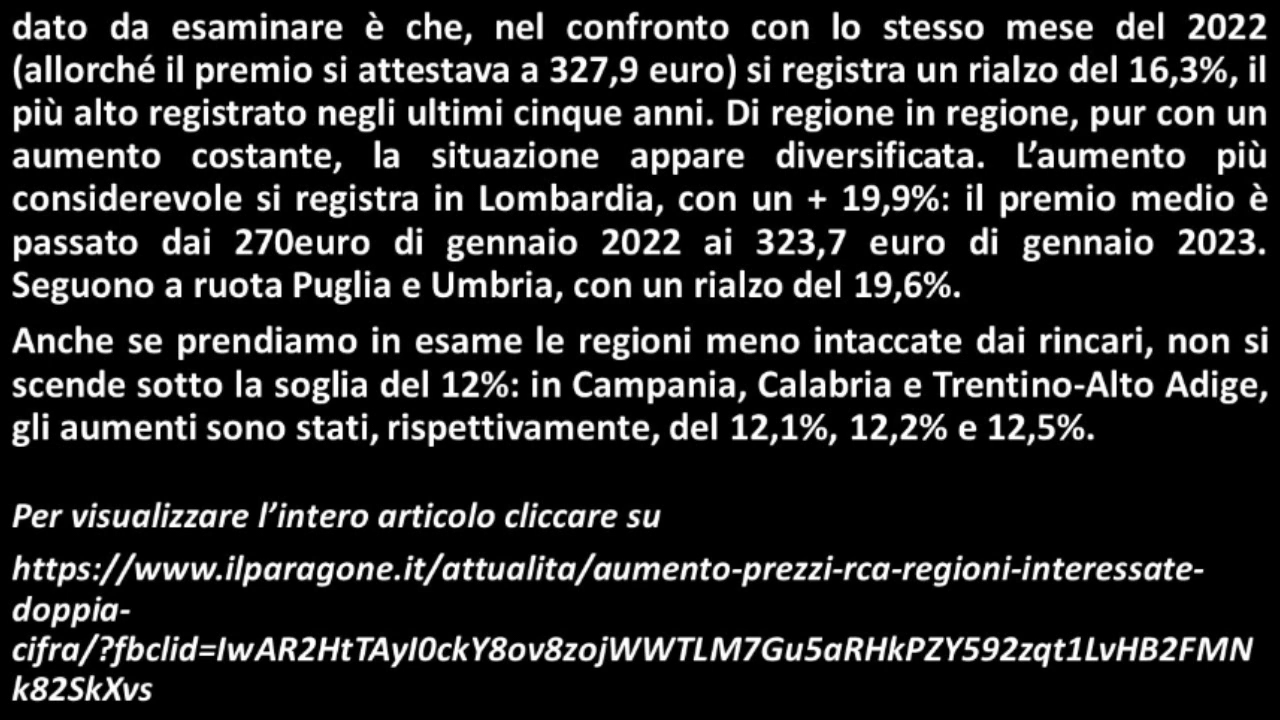 dato da esaminare è che, nel confronto con lo stesso mese del 2022
(allorché il premio si attestava a 327,9 euro) si registra un rialzo del 16,3%, il
più alto registrato negli ultimi cinque anni. Di regione in regione, pur con un
aumento costante, la situazione appare diversificata. L’aumento più
considerevole si registra in Lombardia, con un + 19,9%: il premio medio è
passato dai 270euro di gennaio 2022 ai 323,7 euro di gennaio 2023.
Seguono a ruota Puglia e Umbria, con un rialzo del 19,6%.
Anche se prendiamo in esame le regioni meno intaccate dai rincari, non si
scende sotto la soglia del 12%: in Campania, Calabria e Trentino-Alto Adige,
gli aumenti sono stati, rispettivamente, del 12,1%, 12,2% e 12,5%.
Per visualizzare l’intero articolo cliccare su
https://www.ilparagone.it/attualita/aumento-prezzi-rca-regioni-interessate-
doppia-
cifra/?fbclid=IwAR2HtTAyI0ckY8ov8zojWWTLM7Gu5aRHkPZY592zqt1LvHB2FMN
k82SkXvs